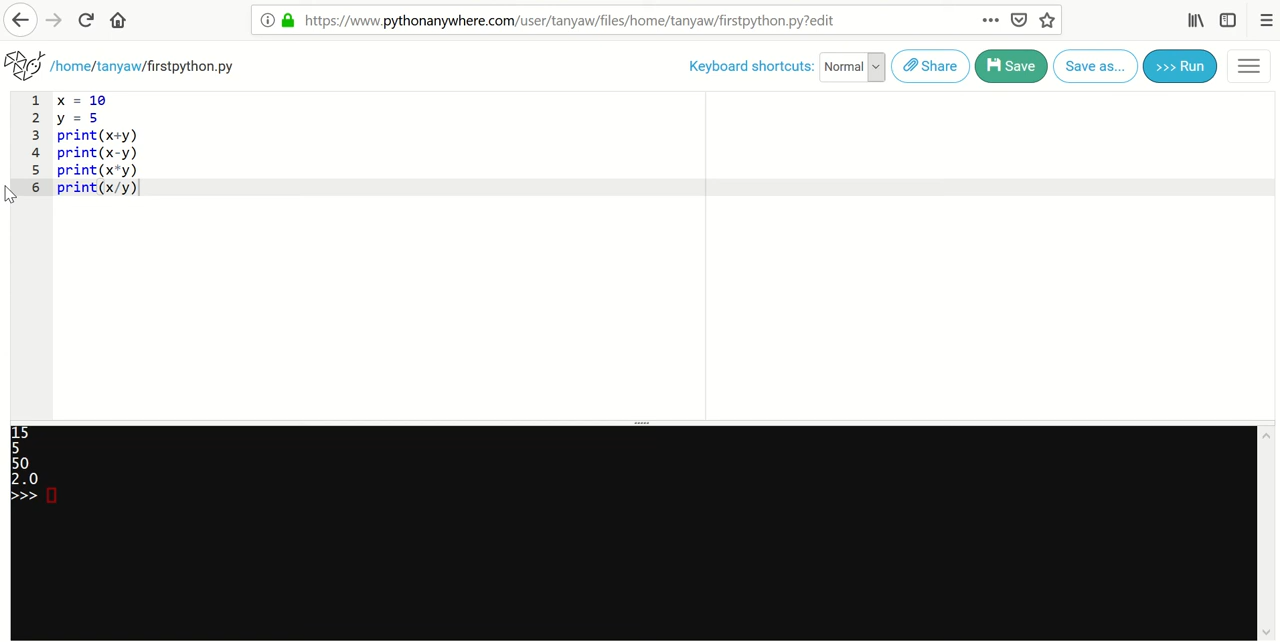 https://www.pythonanywhere.com/user/tanyaw/files/home/tanyaw/firstpython.py?edit
/home/tanyaw/firstpython.py
Keyboard shortcuts: Normal Share Save Save as... >>> Run
1 x = 10
2 y = 5
3 print(x+y)
4 print(x-y)
5 print(x*y)
6 print(x/y)
15
5
50
2.0
>>>